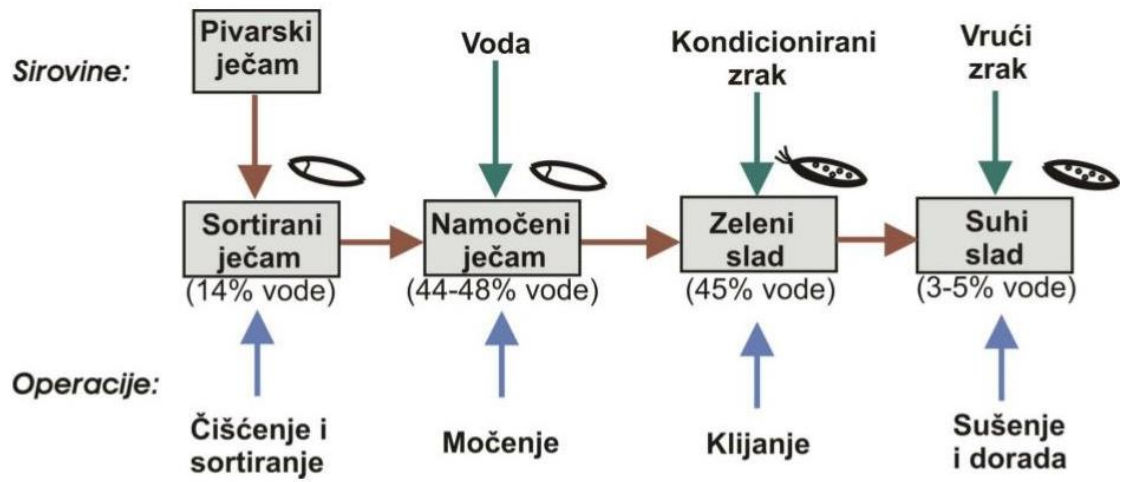 Sirovine:
Pivarski
ječam
Voda
Kondicionirani
zrak
Vrući
zrak
Sortirani
ječam
(14% vode)
Namočeni
ječam
(44-48% vode)
Zeleni
slad
(45% vode)
Suhi
slad
(3-5% vode)
Operacije:
Čišćenje i
sortiranje
Močenje
Klijanje
Sušenje
i dorada